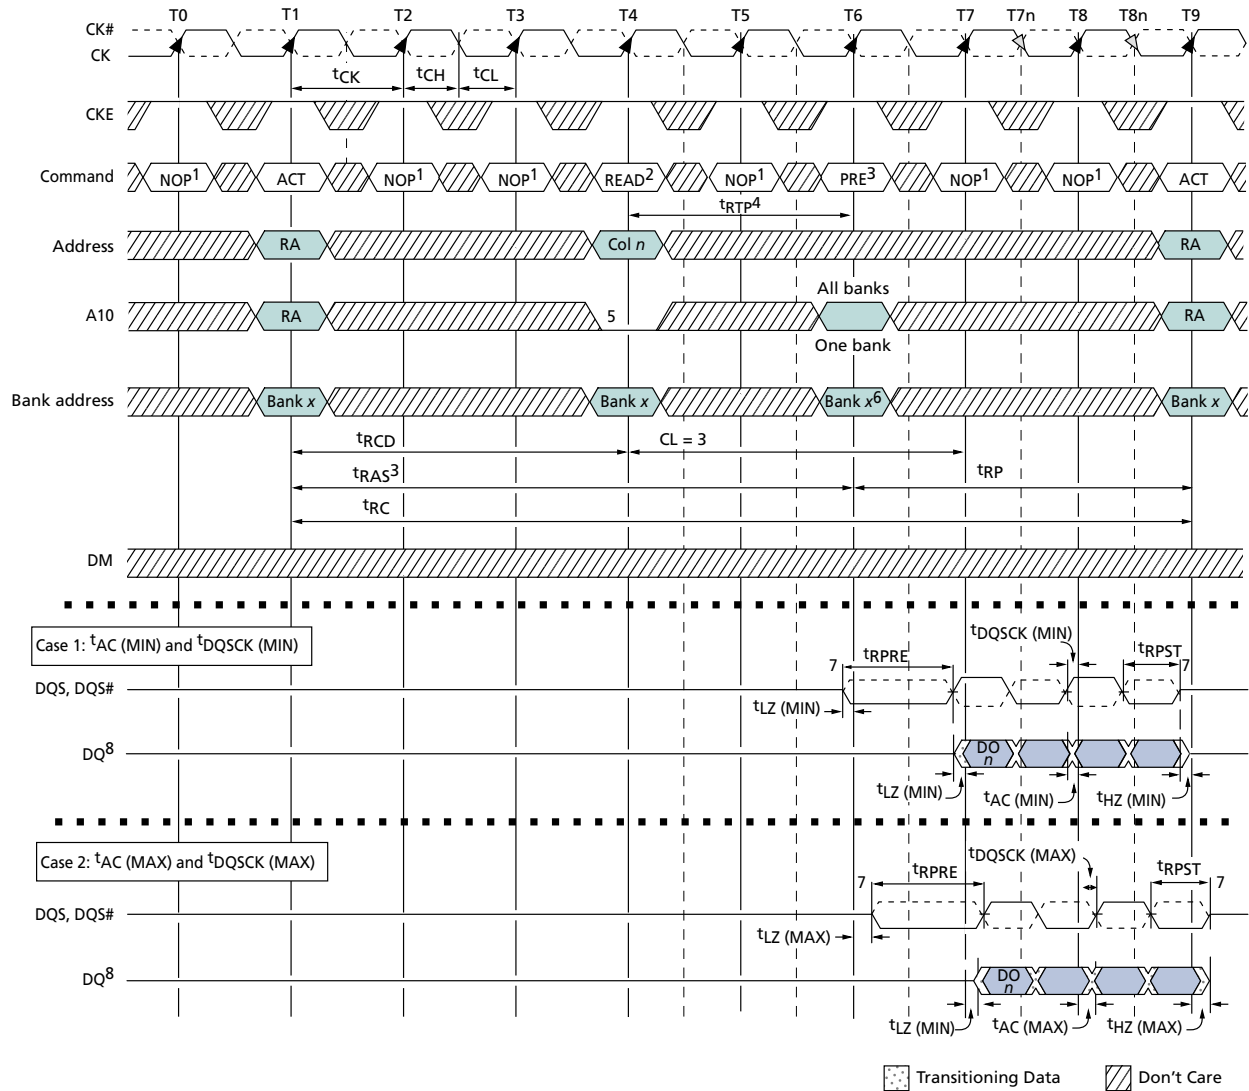 T0 T1 T2 T3 T4 T5 T6 T7 T7n T8 T8n T9
CK#
CK
tCK tCH tCL
CKE
Command NOP1 ACT NOP1 NOP1 READ2 NOP1 PRE3 NOP1 NOP1 ACT
tRTP4
Address RA Col n RA
All banks
A10 RA 5 RA
One bank
Bank address Bank x Bank x Bank x6 Bank x
tRCD CL = 3
tRAS3 tRP
tRC
DM
Case 1: tAC (MIN) and tDQSCK (MIN)
tDQSCK (MIN)
7 tRPRE tRPST 7
DQS, DQS#
tLZ (MIN)
DQ8 DO
n
tLZ (MIN) tAC (MIN) tHZ (MIN)
Case 2: tAC (MAX) and tDQSCK (MAX)
tDQSCK (MAX)
7 tRPRE tRPST 7
DQS, DQS#
tLZ (MAX)
DQ8 DO
n
tLZ (MIN) tAC (MAX) tHZ (MAX)
Transitioning Data Don't Care